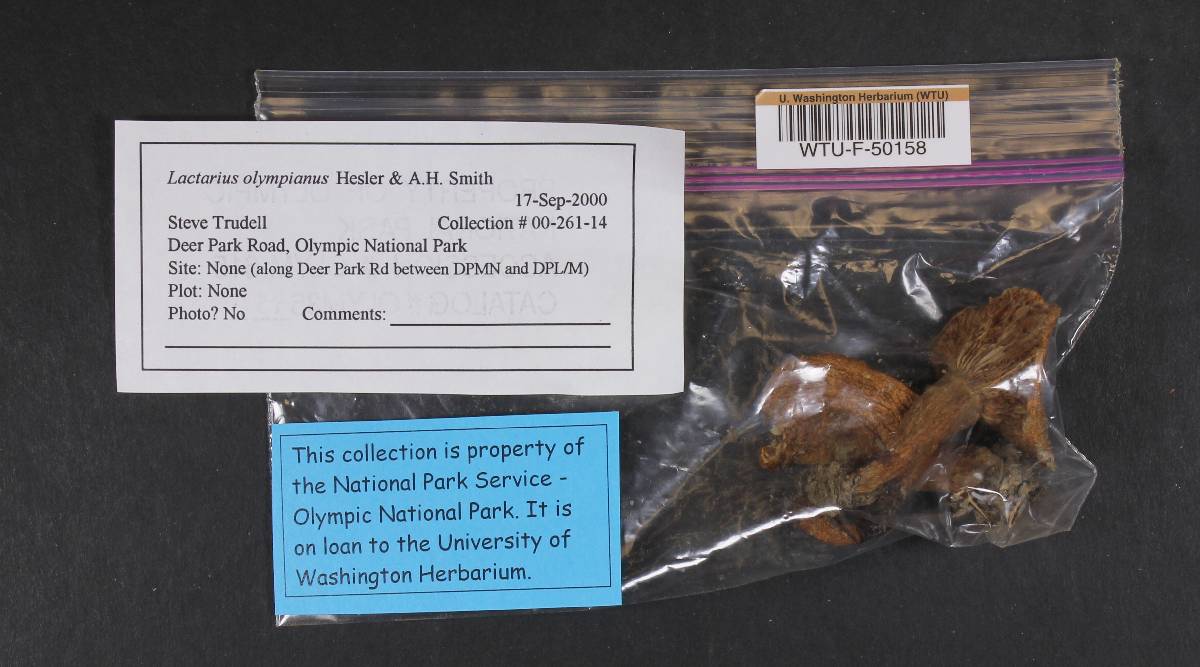 U. Washington Herbarium (WTU)
WTU-F-50158
Lactarius olympianus Hesler & A.H. Smith
17-Sep-2000
Steve Trudell Collection # 00-261-14
Deer Park Road, Olympic National Park
Site: None (along Deer Park Rd between DPMN and DPL/M)
Plot: None
Photo? No Comments:
This collection is property of
the National Park Service -
Olympic National Park. It is
on loan to the University of
Washington Herbarium.